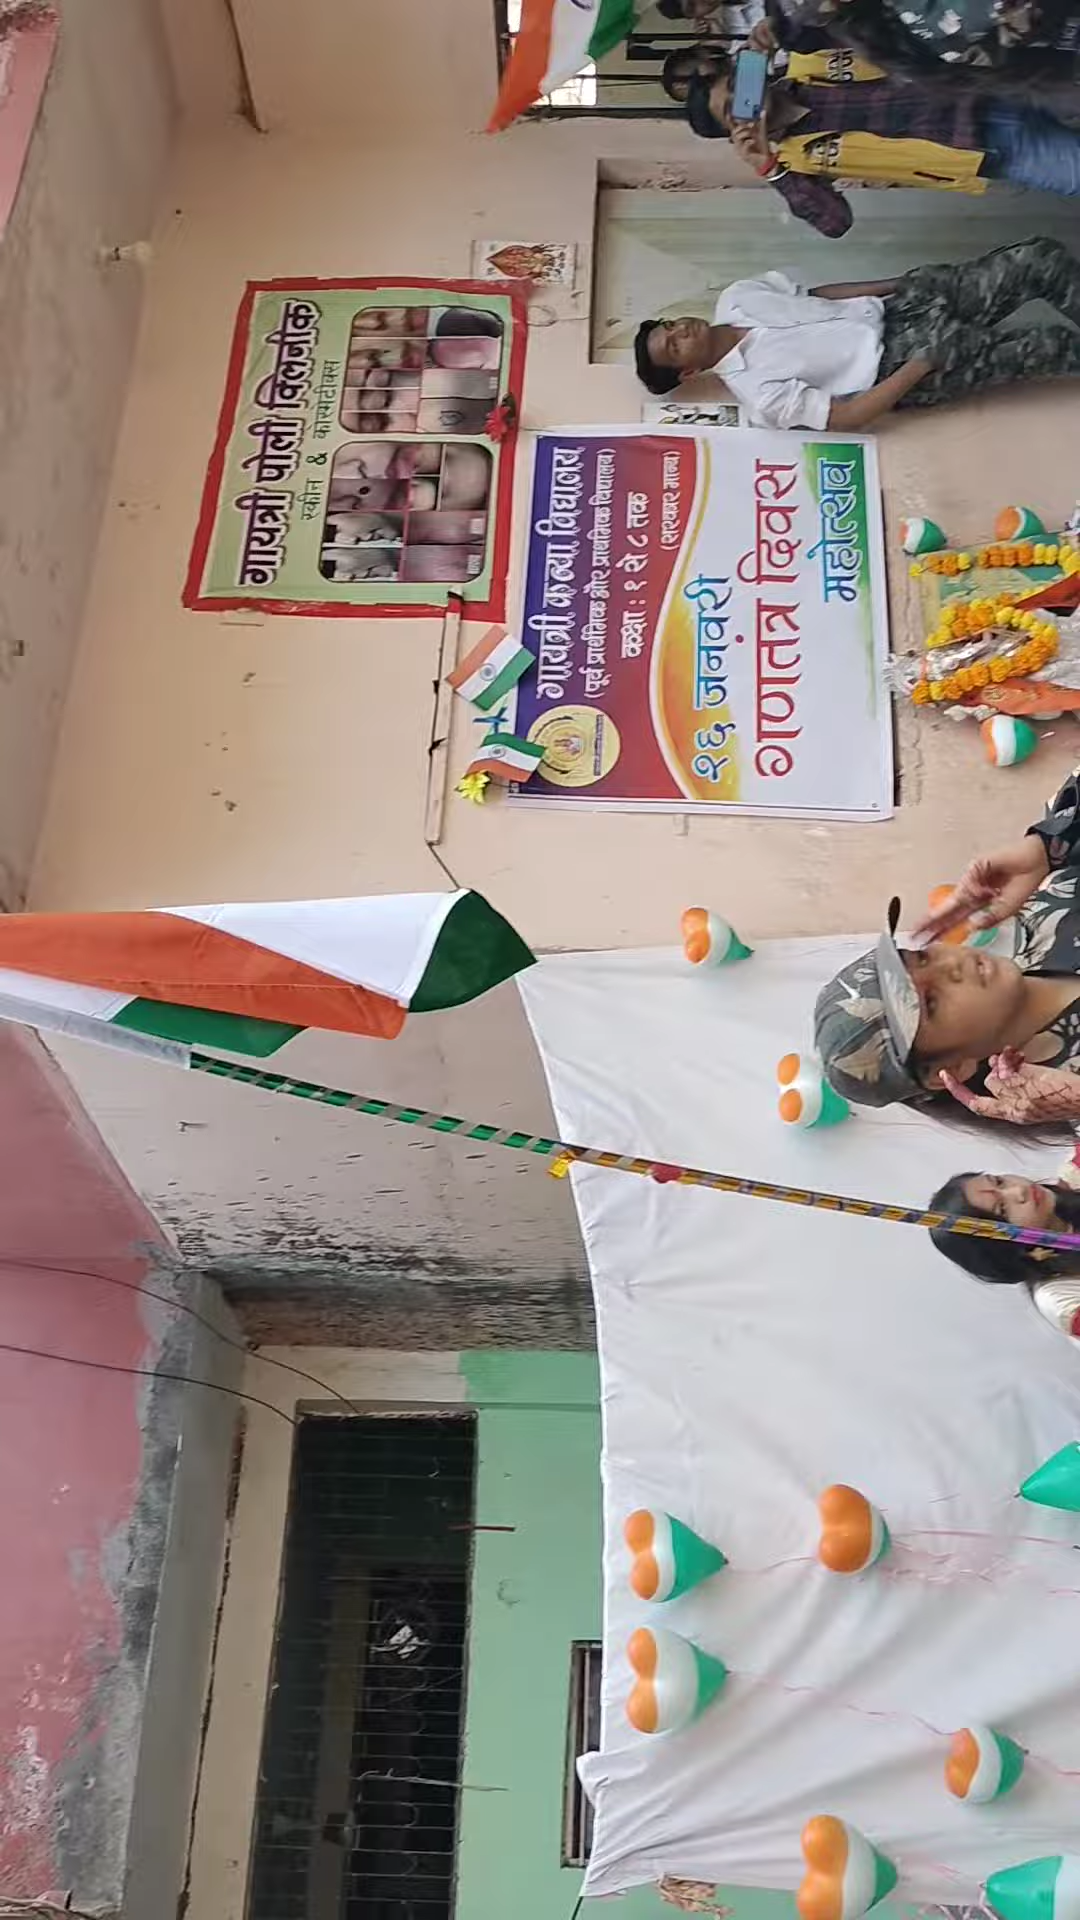 गायत्री पोली क्लिनीक
स्कीन & कास्मेटीक्स
गायत्री कन्या विद्यालय
(पूर्व प्राथमिक और प्राथमिक विद्यालय)
कक्षा : १ से ८ तक
(सरकार मान्य)
२६ जनवरी
गणतंत्र दिवस
महोत्सव